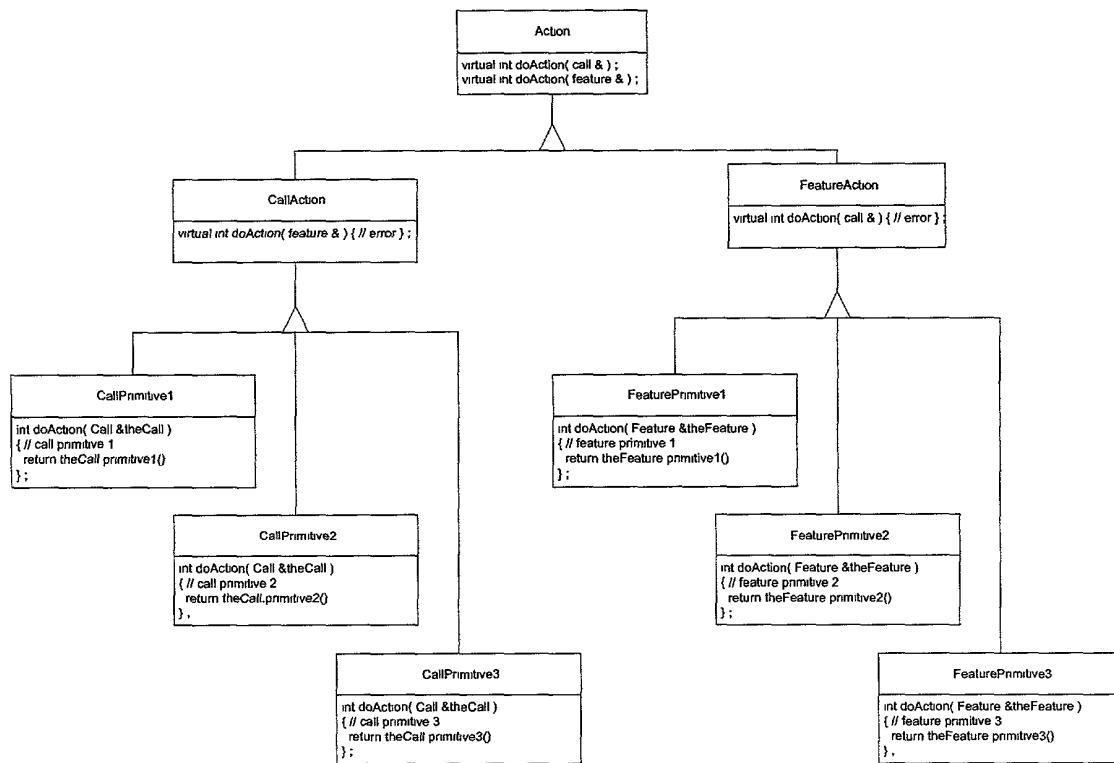 Action
virtual int doAction( call & ) ;
virtual int doAction( feature & ) ;
CallAction
virtual int doAction( feature & ) { // error } ;
FeatureAction
virtual int doAction( call & ) { // error } ;
CallPrimitive1
int doAction( Call &theCall )
{ // call primitive 1
return theCall primitive1()
} ;
FeaturePrimitive1
int doAction( Feature &theFeature )
{ // feature primitive 1
return theFeature primitive1()
} ;
CallPrimitive2
int doAction( Call &theCall )
{ // call primitive 2
return theCall.primitive2()
} ,
FeaturePrimitive2
int doAction( Feature &theFeature )
{ // feature primitive 2
return theFeature primitive2()
} ;
CallPrimitive3
int doAction( Call &theCall )
{ // call primitive 3
return theCall primitive3()
} ;
FeaturePrimitive3
int doAction( Feature &theFeature )
{ // feature primitive 3
return theFeature primitive3()
} ,